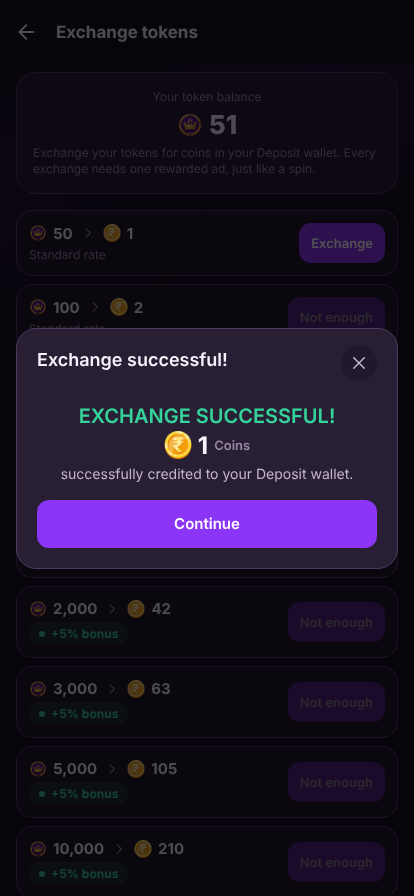 Exchange tokens
Your token balance
51
Exchange your tokens for coins in your Deposit wallet. Every
exchange needs one rewarded ad, just like a spin.
50 > 1
Exchange
Standard rate
100 > 2
Not enough
Standard rate
Exchange successful!
EXCHANGE SUCCESSFUL!
₹ 1 Coins
successfully credited to your Deposit wallet.
Continue
2,000 > 42
Not enough
+5% bonus
3,000 > 63
Not enough
+5% bonus
5,000 > 105
Not enough
+5% bonus
10,000 > 210
Not enough
+5% bonus